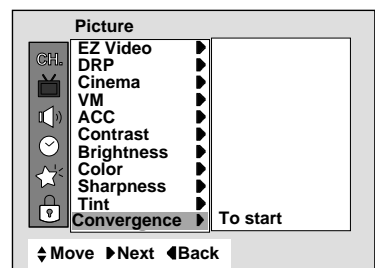 Picture
CH.
EZ Video
DRP
Cinema
VM
ACC
Contrast
Brightness
Color
Sharpness
Tint
Convergence To start
Move Next Back